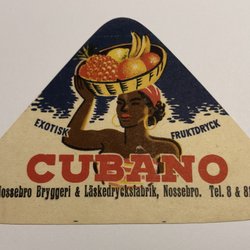 EXOTISK FRUKTDRYCK
CUBANO
Nossebro Bryggeri & Läskedrycksfabrik, Nossebro. Tel. 8 & 81